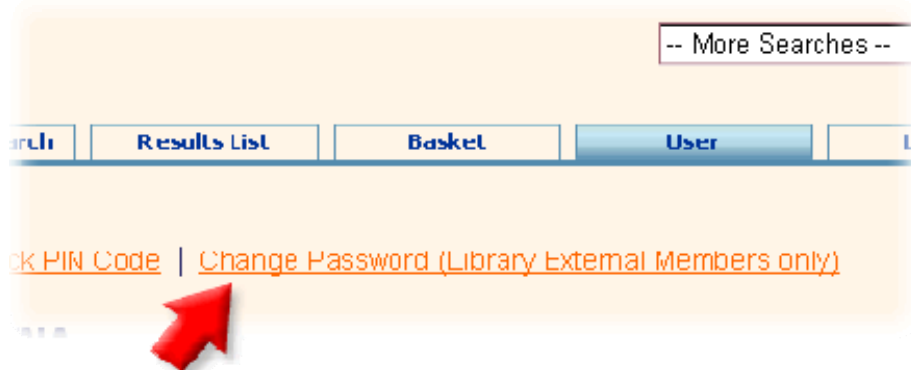 -- More Searches --
Results List Basket User
PIN Code | Change Password (Library External Members only)